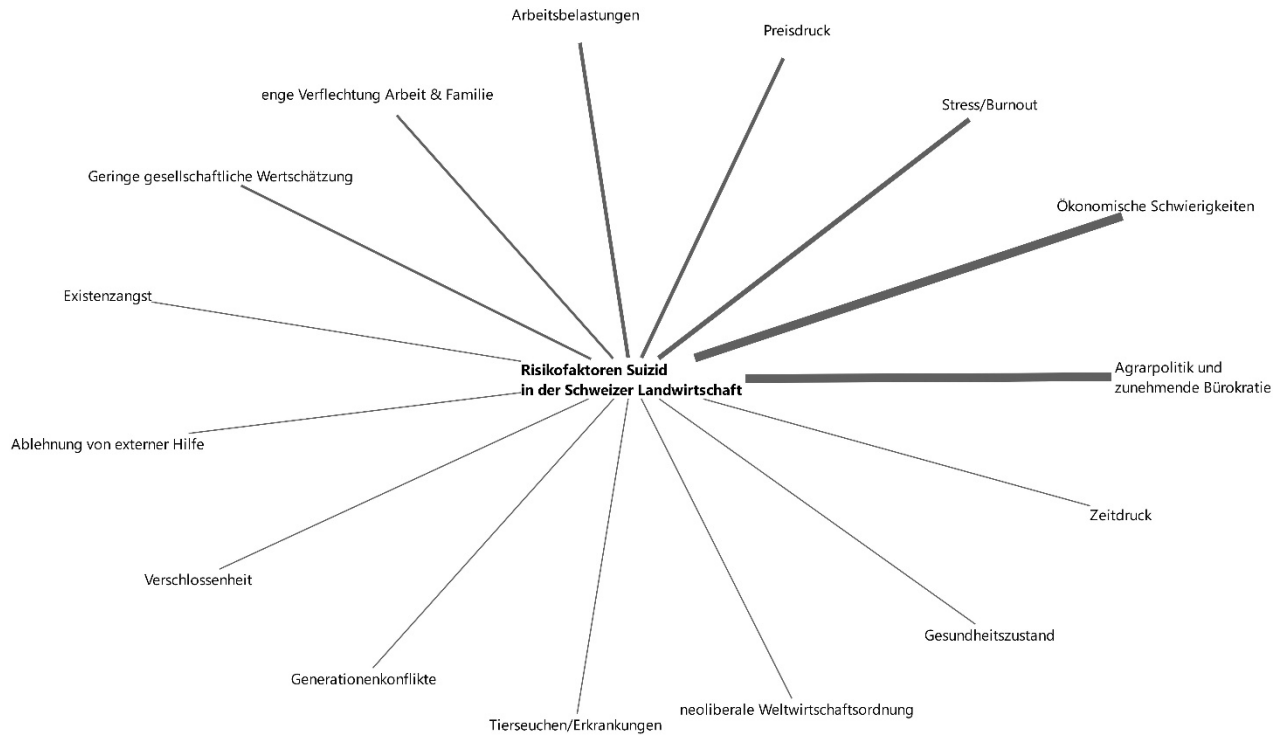 Arbeitsbelastungen
Preisdruck
enge Verflechtung Arbeit & Familie
Stress/Burnout
Geringe gesellschaftliche Wertschätzung
Ökonomische Schwierigkeiten
Existenzangst
Risikofaktoren Suizid
in der Schweizer Landwirtschaft
Agrarpolitik und
zunehmende Bürokratie
Ablehnung von externer Hilfe
Zeitdruck
Verschlossenheit
Gesundheitszustand
Generationenkonflikte
neoliberale Weltwirtschaftsordnung
Tierseuchen/Erkrankungen